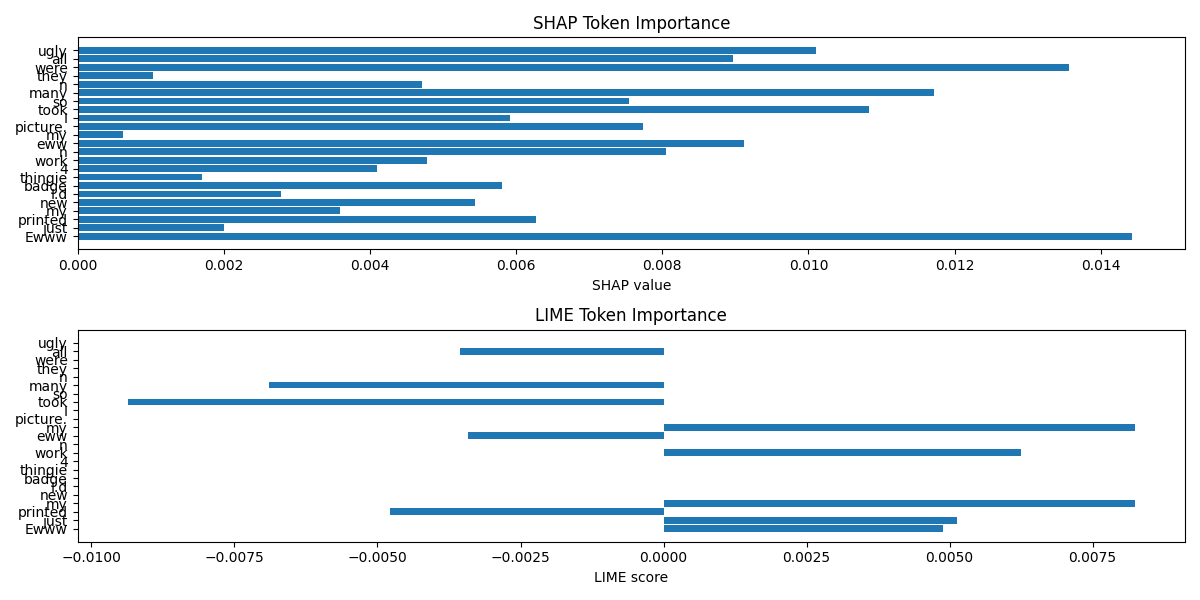 SHAP Token Importance
ugly
all
were
they
n
many
so
took
I
picture.
my
eww
n
work
4
thingie
badge
I.d
new
my
printed
just
Ewww
0.000 0.002 0.004 0.006 0.008 0.010 0.012 0.014
SHAP value
LIME Token Importance
ugly
all
were
they
n
many
so
took
I
picture.
my
eww
n
work
4
thingie
badge
I.d
new
my
printed
just
Ewww
−0.0100 −0.0075 −0.0050 −0.0025 0.0000 0.0025 0.0050 0.0075
LIME score